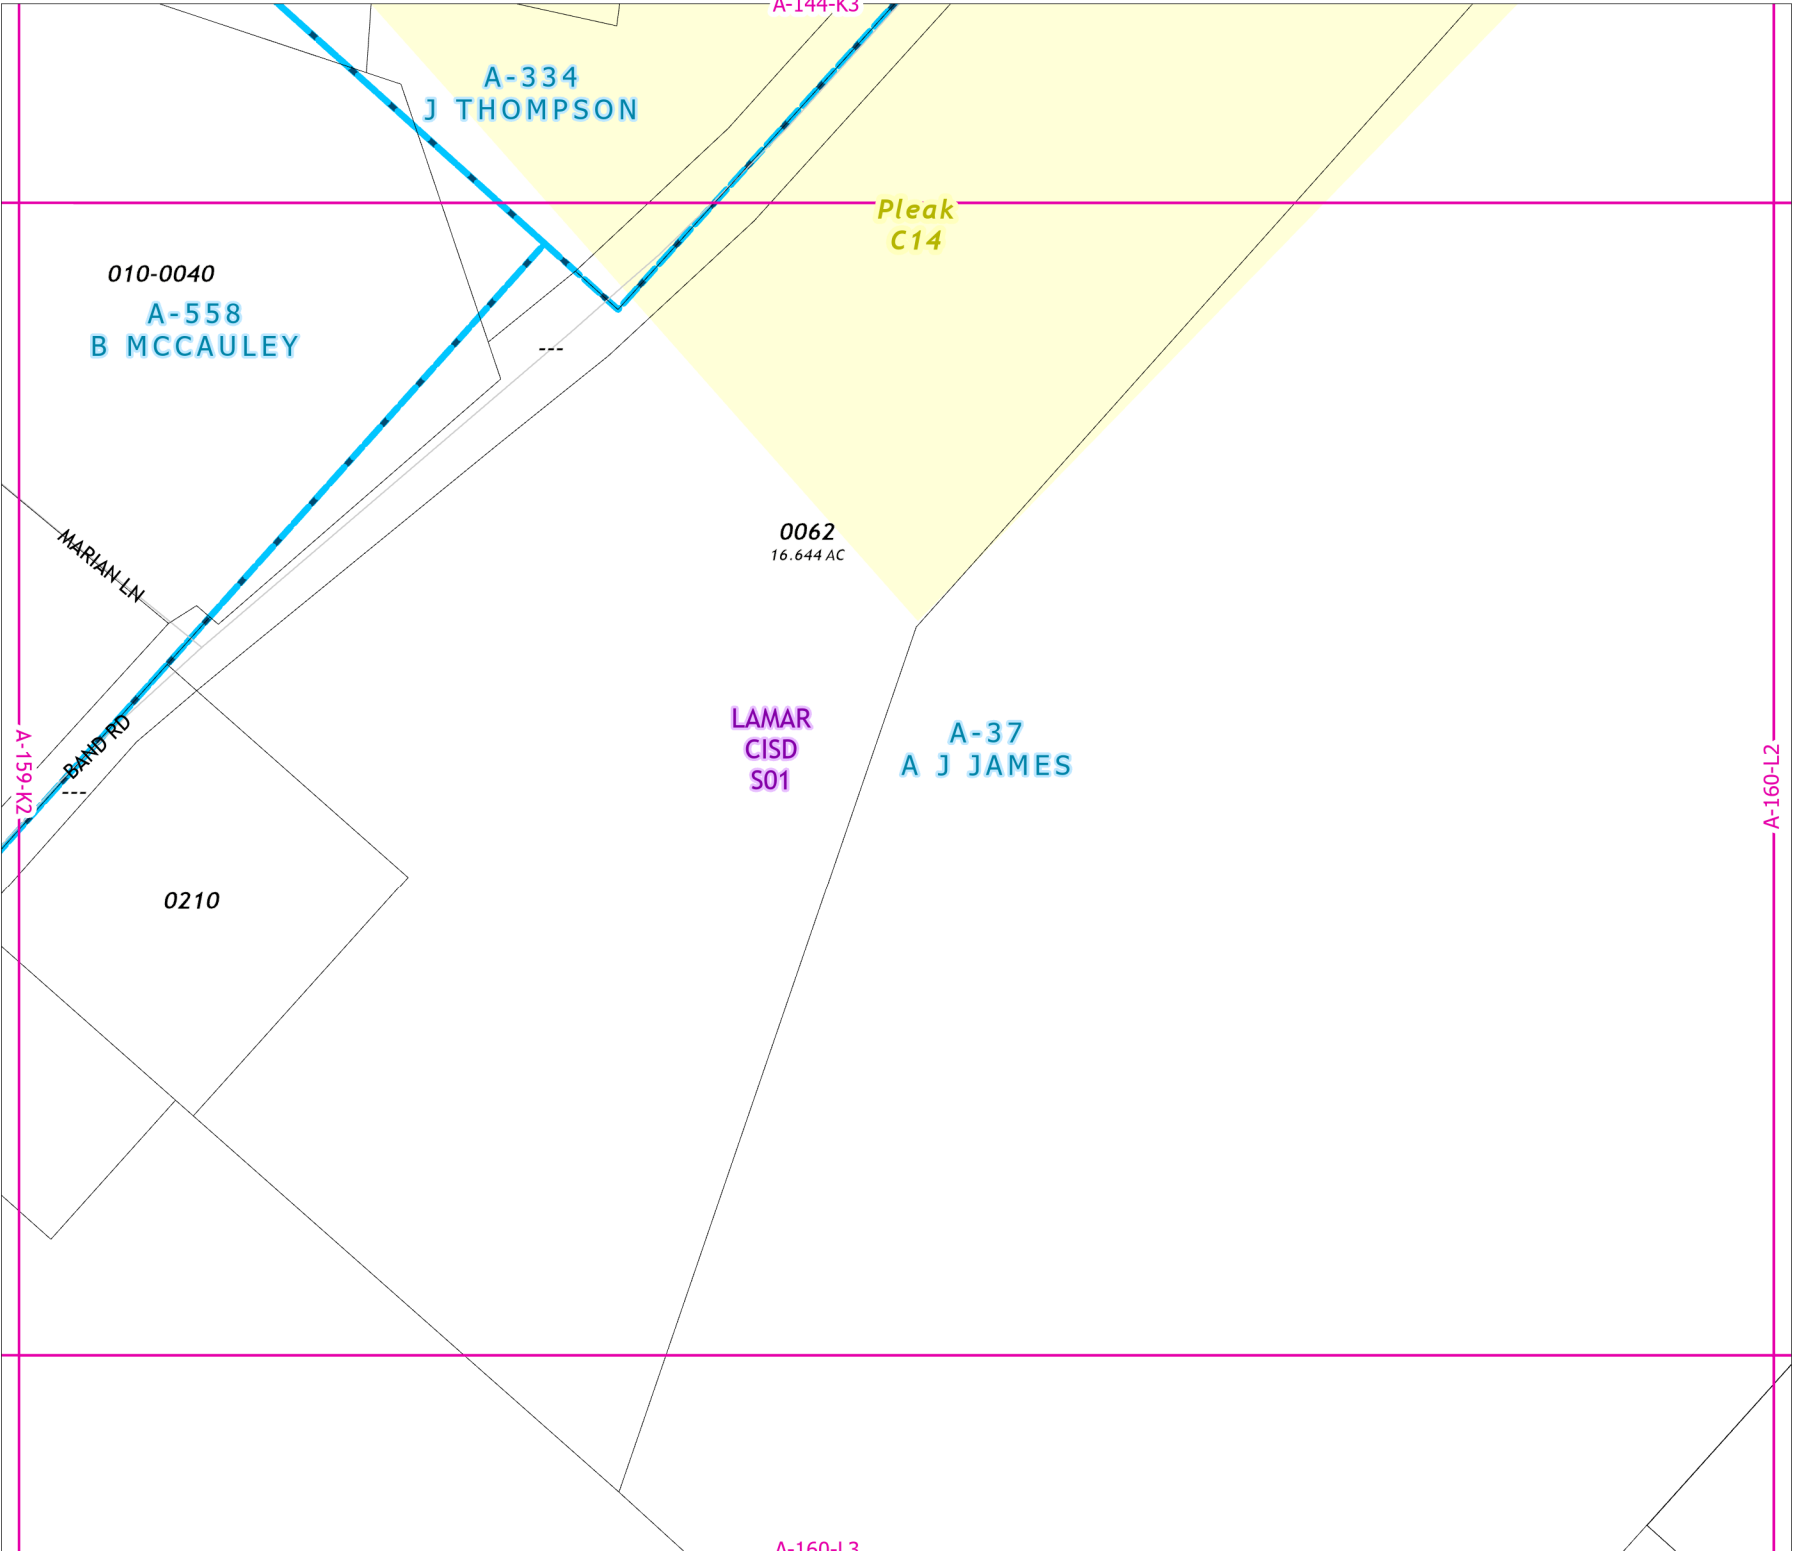 A-144-K3
A-334
J THOMPSON
Pleak
C14
010-0040
A-558
B MCCAULEY
---
0062
16.644 AC
MARIAN LN
LAMAR
CISD
S01
A-37
A J JAMES
BAND RD
---
A-159-K2
A-160-L2
0210
A-160-L3